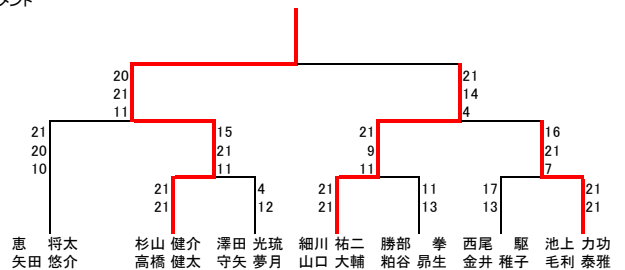 メント
20 21
21 14
11 4
21 15 21 16
20 21 9 21
10 11 11 7
21 4 21 11 17 21
21 12 21 13 13 21
恵 将太 杉山 健介 澤田 光琉 細川 祐二 勝部 拳 西尾 駆 池上 力功
矢田 悠介 高橋 健太 守矢 夢月 山口 大輔 粕谷 昴生 金井 稚子 毛利 泰雅